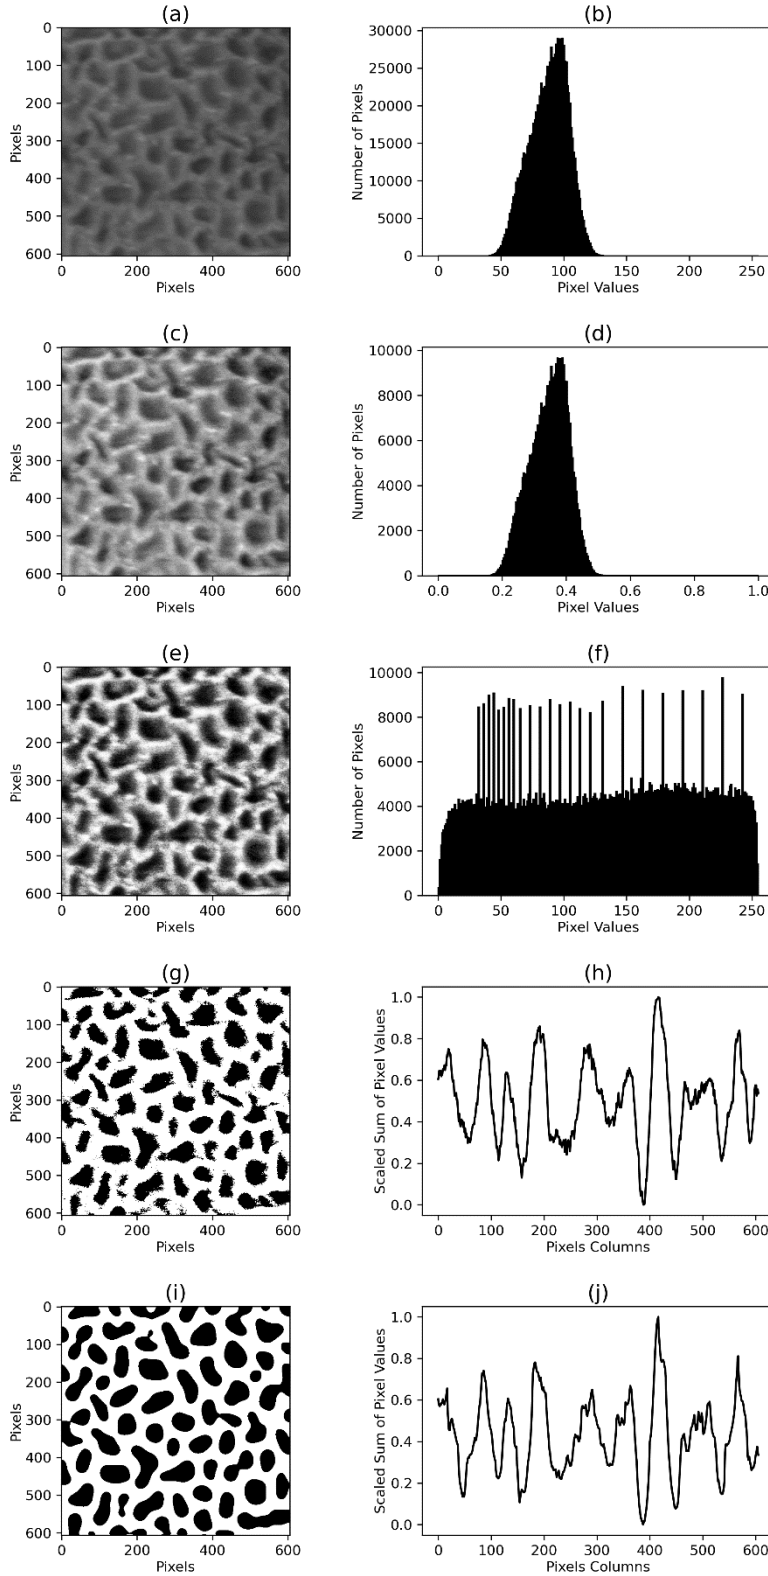 (a)
0
100
200
300
400
500
600
Pixels
0 200 400 600
Pixels
(b)
30000
25000
20000
15000
10000
5000
0
Number of Pixels
0 50 100 150 200 250
Pixel Values
(c)
0
100
200
300
400
500
600
Pixels
0 200 400 600
Pixels
(d)
10000
8000
6000
4000
2000
0
Number of Pixels
0.0 0.2 0.4 0.6 0.8 1.0
Pixel Values
(e)
0
100
200
300
400
500
600
Pixels
0 200 400 600
Pixels
(f)
10000
8000
6000
4000
2000
0
Number of Pixels
0 50 100 150 200 250
Pixel Values
(g)
0
100
200
300
400
500
600
Pixels
0 200 400 600
Pixels
(h)
1.0
0.8
0.6
0.4
0.2
0.0
Scaled Sum of Pixel Values
0 100 200 300 400 500 600
Pixels Columns
(i)
0
100
200
300
400
500
600
Pixels
0 200 400 600
Pixels
(j)
1.0
0.8
0.6
0.4
0.2
0.0
Scaled Sum of Pixel Values
0 100 200 300 400 500 600
Pixels Columns